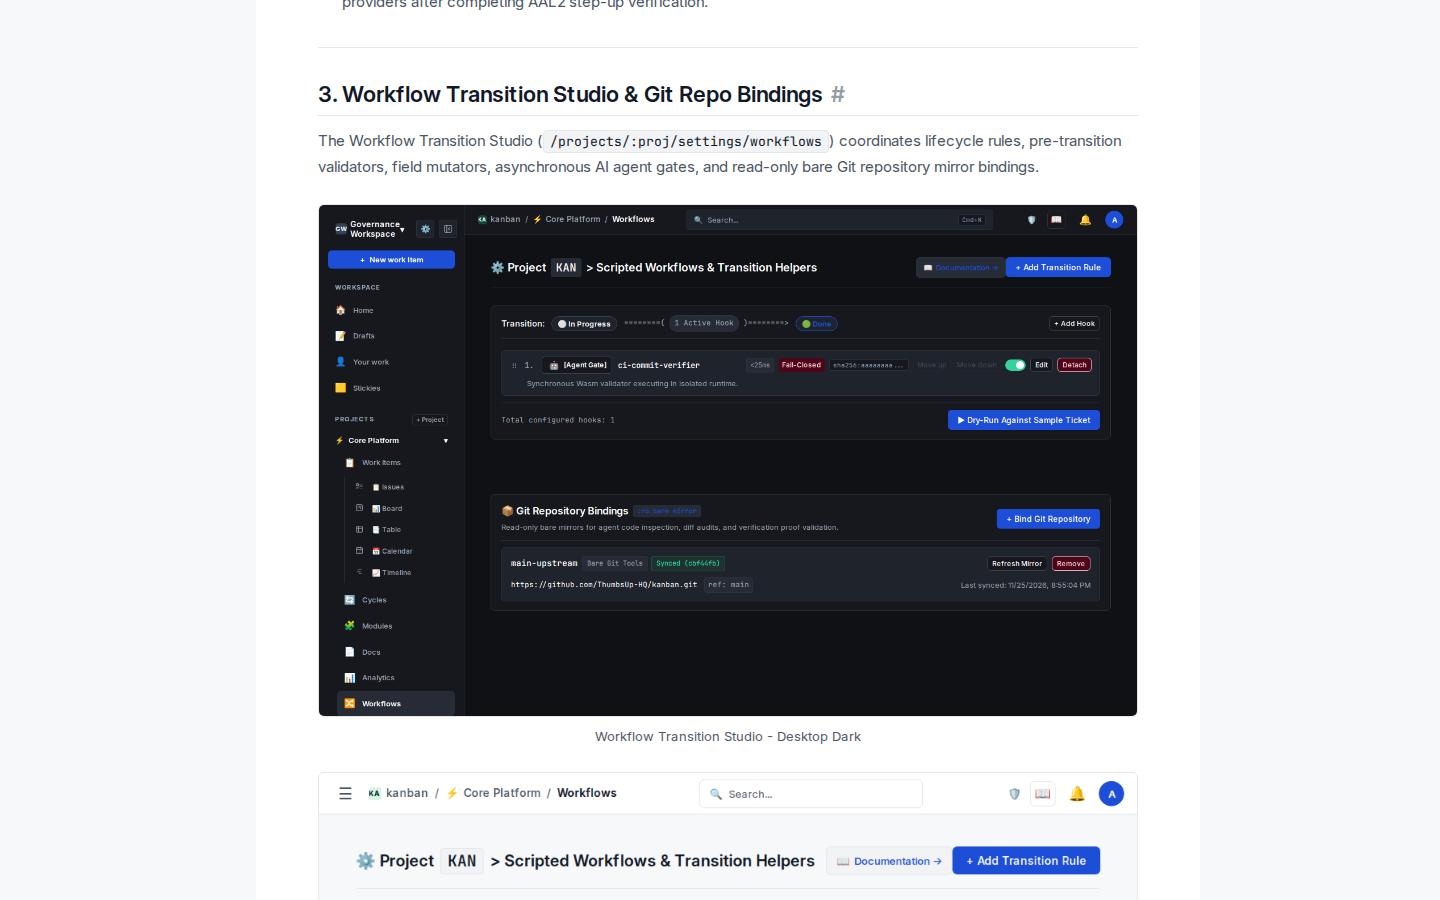 providers after completing AAL2 step-up verification.
3. Workflow Transition Studio & Git Repo Bindings #
The Workflow Transition Studio ( /projects/:proj/settings/workflows ) coordinates lifecycle rules, pre-transition
validators, field mutators, asynchronous AI agent gates, and read-only bare Git repository mirror bindings.
GW Governance Workspace ▾
+ New work item
WORKSPACE
Home
Drafts
Your work
Stickies
PROJECTS + Project
Core Platform ▾
Work Items
Issues
Board
Table
Calendar
Timeline
Cycles
Modules
Docs
Analytics
Workflows
KA kanban / ⚡ Core Platform / Workflows
Search... Cmd+K
A
Project KAN > Scripted Workflows & Transition Helpers
Documentation → + Add Transition Rule
Transition: In Progress ========( 1 Active Hook )========> Done + Add Hook
1. [Agent Gate] ci-commit-verifier <25ms Fail-Closed sha256:aaaaaaaa... Move up Move down Edit Detach
Synchronous Wasm validator executing in isolated runtime.
Total configured hooks: 1 ▶ Dry-Run Against Sample Ticket
Git Repository Bindings :ro bare mirror
Read-only bare mirrors for agent code inspection, diff audits, and verification proof validation.
+ Bind Git Repository
main-upstream Bare Git Tools Synced (cbf44fb) Refresh Mirror Remove
https://github.com/ThumbsUp-HQ/kanban.git ref: main Last synced: 11/25/2026, 8:55:04 PM
Workflow Transition Studio - Desktop Dark
☰ KA kanban / ⚡ Core Platform / Workflows Search... A
Project KAN > Scripted Workflows & Transition Helpers Documentation → + Add Transition Rule